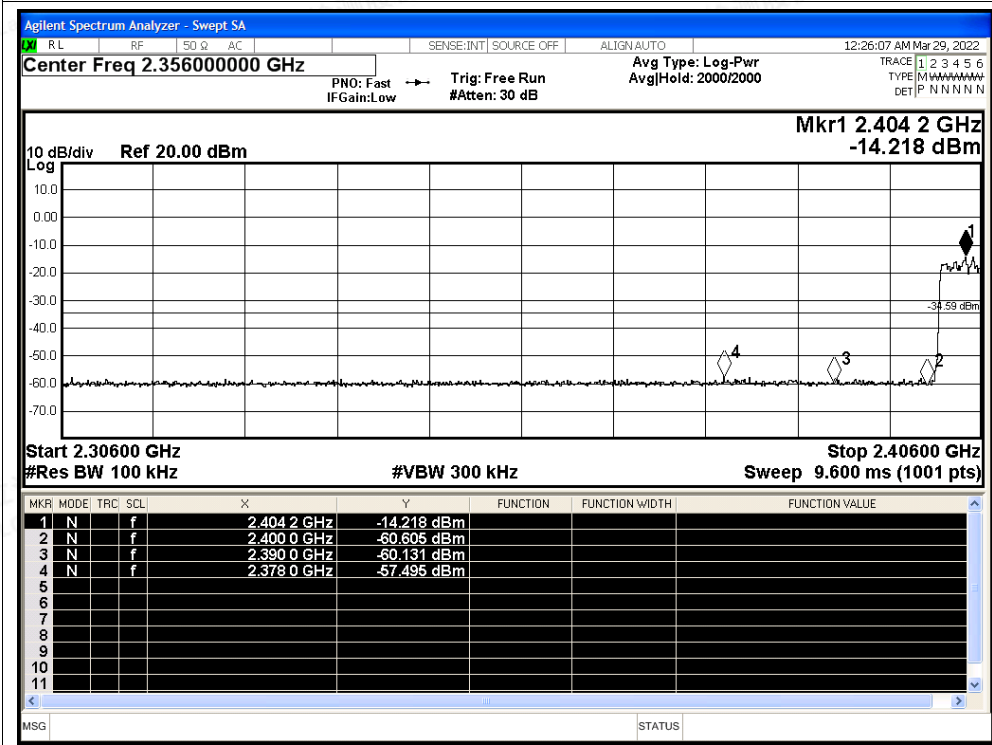 Agilent Spectrum Analyzer - Swept SA
LXI RL RF 50 Ω AC SENSE:INT SOURCE OFF ALIGN AUTO 12:26:07 AM Mar 29, 2022
Center Freq 2.356000000 GHz
PNO: Fast
IFGain:Low
Trig: Free Run
#Atten: 30 dB
Avg Type: Log-Pwr
Avg|Hold: 2000/2000
TRACE 1 2 3 4 5 6
TYPE M
DET P N N N N N
Mkr1 2.404 2 GHz
-14.218 dBm
10 dB/div Ref 20.00 dBm
Log
10.0
0.00
-10.0
-20.0
-30.0
-40.0
-50.0
-60.0
-70.0
1
-34.59 dBm
4
3
2
Start 2.30600 GHz Stop 2.40600 GHz
#Res BW 100 kHz #VBW 300 kHz Sweep 9.600 ms (1001 pts)
MKR MODE TRC SCL X Y FUNCTION FUNCTION WIDTH FUNCTION VALUE
1 N f 2.404 2 GHz -14.218 dBm
2 N f 2.400 0 GHz -60.605 dBm
3 N f 2.390 0 GHz -60.131 dBm
4 N f 2.378 0 GHz -57.495 dBm
5
6
7
8
9
10
11
MSG STATUS